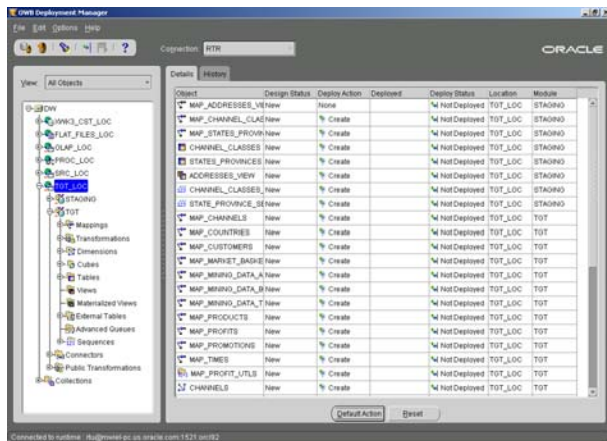 OWB Deployment Manager
File Edit Options Help
Connection: RTR
ORACLE
View: All Objects
DW
XWK3_CST_LOC
FLAT_FILES_LOC
OLAP_LOC
PROC_LOC
SRC_LOC
TGT_LOC
STAGING
TGT
Mappings
Transformations
Dimensions
Cubes
Tables
Views
Materialized Views
External Tables
Advanced Queues
Sequences
Connectors
Public Transformations
Collections
Details History
Object Design Status Deploy Action Deployed Deploy Status Location Module
MAP_ADDRESSES_VIE New None Not Deployed TGT_LOC STAGING
MAP_CHANNEL_CLAS New Create Not Deployed TGT_LOC STAGING
MAP_STATES_PROVIN New Create Not Deployed TGT_LOC STAGING
CHANNEL_CLASSES New Create Not Deployed TGT_LOC STAGING
STATES_PROVINCES New Create Not Deployed TGT_LOC STAGING
ADDRESSES_VIEW New Create Not Deployed TGT_LOC STAGING
CHANNEL_CLASSES_ New Create Not Deployed TGT_LOC STAGING
STATE_PROVINCE_SE New Create Not Deployed TGT_LOC STAGING
MAP_CHANNELS New Create Not Deployed TGT_LOC TGT
MAP_COUNTRIES New Create Not Deployed TGT_LOC TGT
MAP_CUSTOMERS New Create Not Deployed TGT_LOC TGT
MAP_MARKET_BASKE New Create Not Deployed TGT_LOC TGT
MAP_MINING_DATA_A New Create Not Deployed TGT_LOC TGT
MAP_MINING_DATA_B New Create Not Deployed TGT_LOC TGT
MAP_MINING_DATA_T New Create Not Deployed TGT_LOC TGT
MAP_PRODUCTS New Create Not Deployed TGT_LOC TGT
MAP_PROFITS New Create Not Deployed TGT_LOC TGT
MAP_PROMOTIONS New Create Not Deployed TGT_LOC TGT
MAP_TIMES New Create Not Deployed TGT_LOC TGT
MAP_PROFIT_UTLS New Create Not Deployed TGT_LOC TGT
CHANNELS New Create Not Deployed TGT_LOC TGT
Default Action Reset
Connected to runtime :